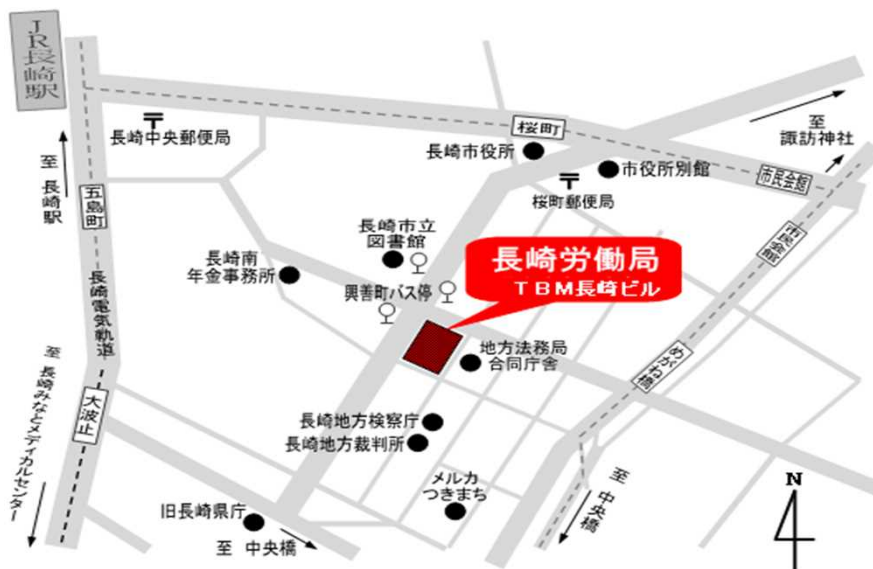 JR長崎駅
長崎中央郵便局
至 長崎駅
五島町
長崎電気軌道
大波止
至 長崎みなとメディカルセンター
桜町
長崎市役所
市役所別館
桜町郵便局
至
諏訪神社
市民会館
市民会館
めがね橋
長崎市立
図書館
長崎南
年金事務所
興善町バス停
長崎労働局
TBM長崎ビル
地方法務局
合同庁舎
長崎地方検察庁
長崎地方裁判所
メルカ
つきまち
旧長崎県庁
至 中央橋
至 中央橋
N